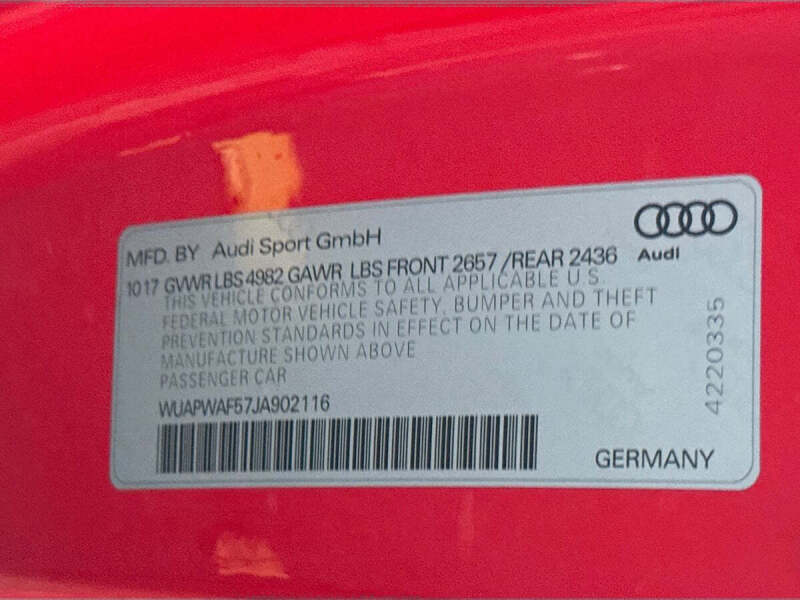 MFD. BY Audi Sport GmbH
Audi
10 17 GVWR LBS 4982 GAWR LBS FRONT 2657 /REAR 2436
THIS VEHICLE CONFORMS TO ALL APPLICABLE U.S.
FEDERAL MOTOR VEHICLE SAFETY, BUMPER AND THEFT
PREVENTION STANDARDS IN EFFECT ON THE DATE OF
MANUFACTURE SHOWN ABOVE
PASSENGER CAR
WUAPWAF57JA902116
GERMANY
4220335